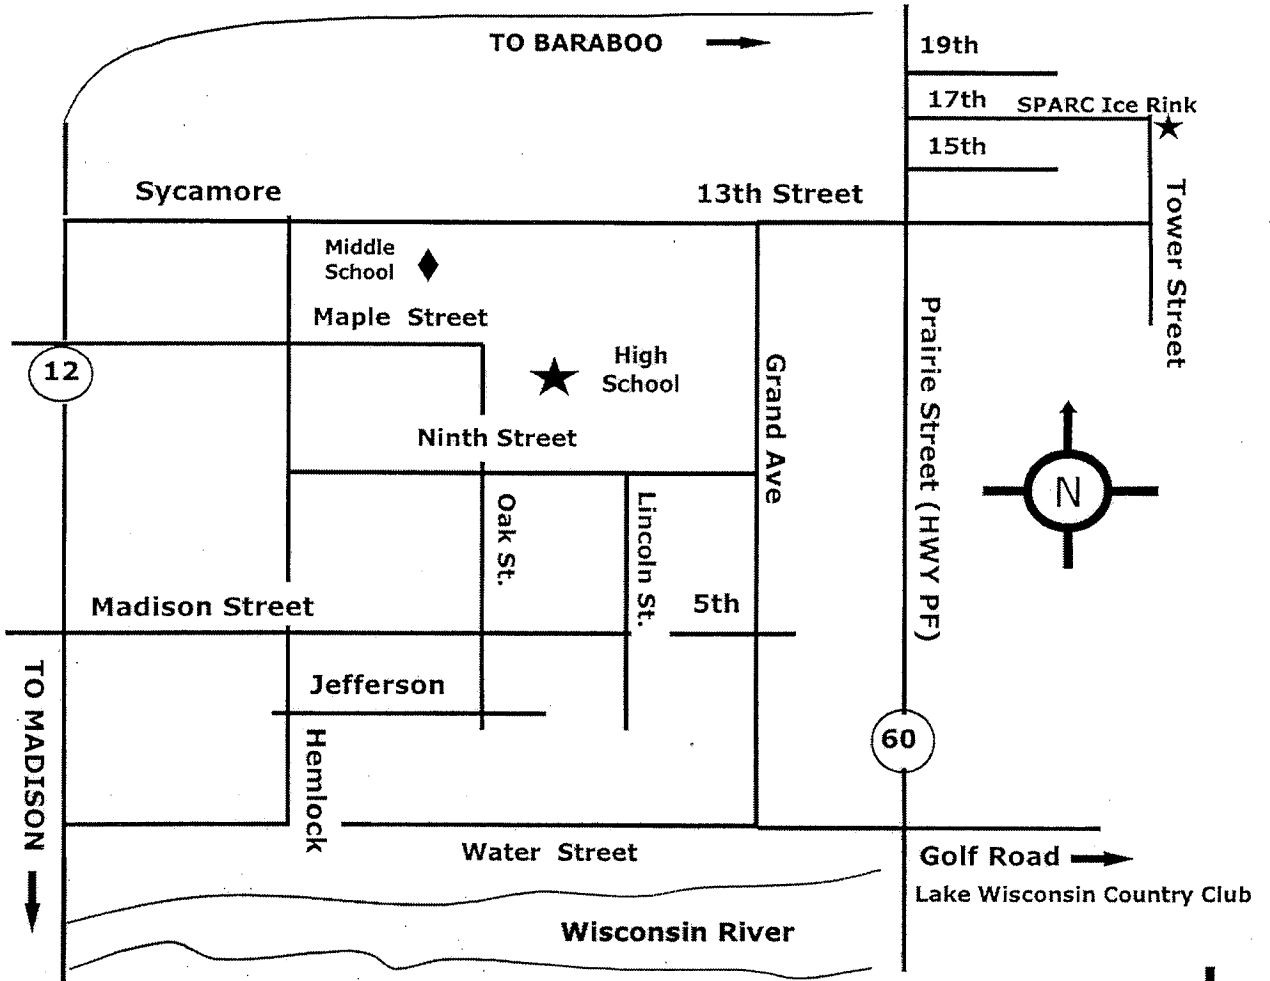 TO BARABOO
19th
17th
SPARC Ice Rink
15th
Sycamore
13th Street
Tower Street
Middle
School
Maple Street
12
High
School
Grand Ave
Prairie Street (HWY PF)
Ninth Street
N
Oak St.
Lincoln St.
Madison Street
5th
TO MADISON
Jefferson
Hemlock
60
Water Street
Golf Road
Lake Wisconsin Country Club
Wisconsin River